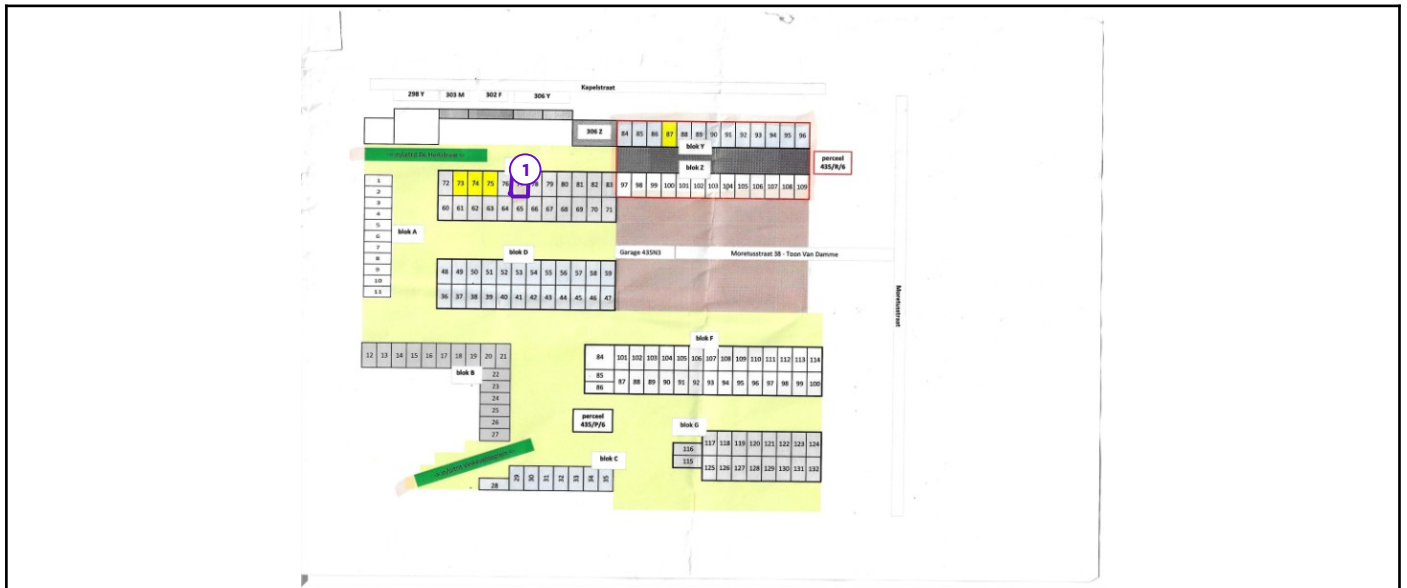 Kapelstraat
298 Y 303 M 302 F 306 Y
306 Z
84 85 86 87 88 89 90 91 92 93 94 95 96
blok Y
blok Z
perceel
435/R/6
97 98 99 100 101 102 103 104 105 106 107 108 109
1
72 73 74 75 76 78 79 80 81 82 83
60 61 62 63 64 65 66 67 68 69 70 71
1
2
3
4
5
6
7
8
9
10
11
blok A
blok D
Garage 435N3
Moretusstraat 38 - Toon Van Damme
48 49 50 51 52 53 54 55 56 57 58 59
36 37 38 39 40 41 42 43 44 45 46 47
Moretusstraat
blok F
12 13 14 15 16 17 18 19 20 21
22
23
24
25
26
27
blok B
84 101 102 103 104 105 106 107 108 109 110 111 112 113 114
85
86
87 88 89 90 91 92 93 94 95 96 97 98 99 100
perceel
435/P/6
blok G
116
115
117 118 119 120 121 122 123 124
125 126 127 128 129 130 131 132
blok C
28
29 30 31 32 33 34 35